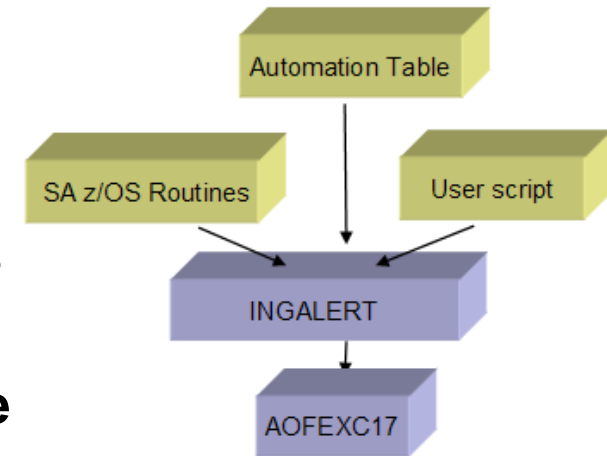 Automation Table
SA z/OS Routines
User script
INGALERT
AOFEXC17
e